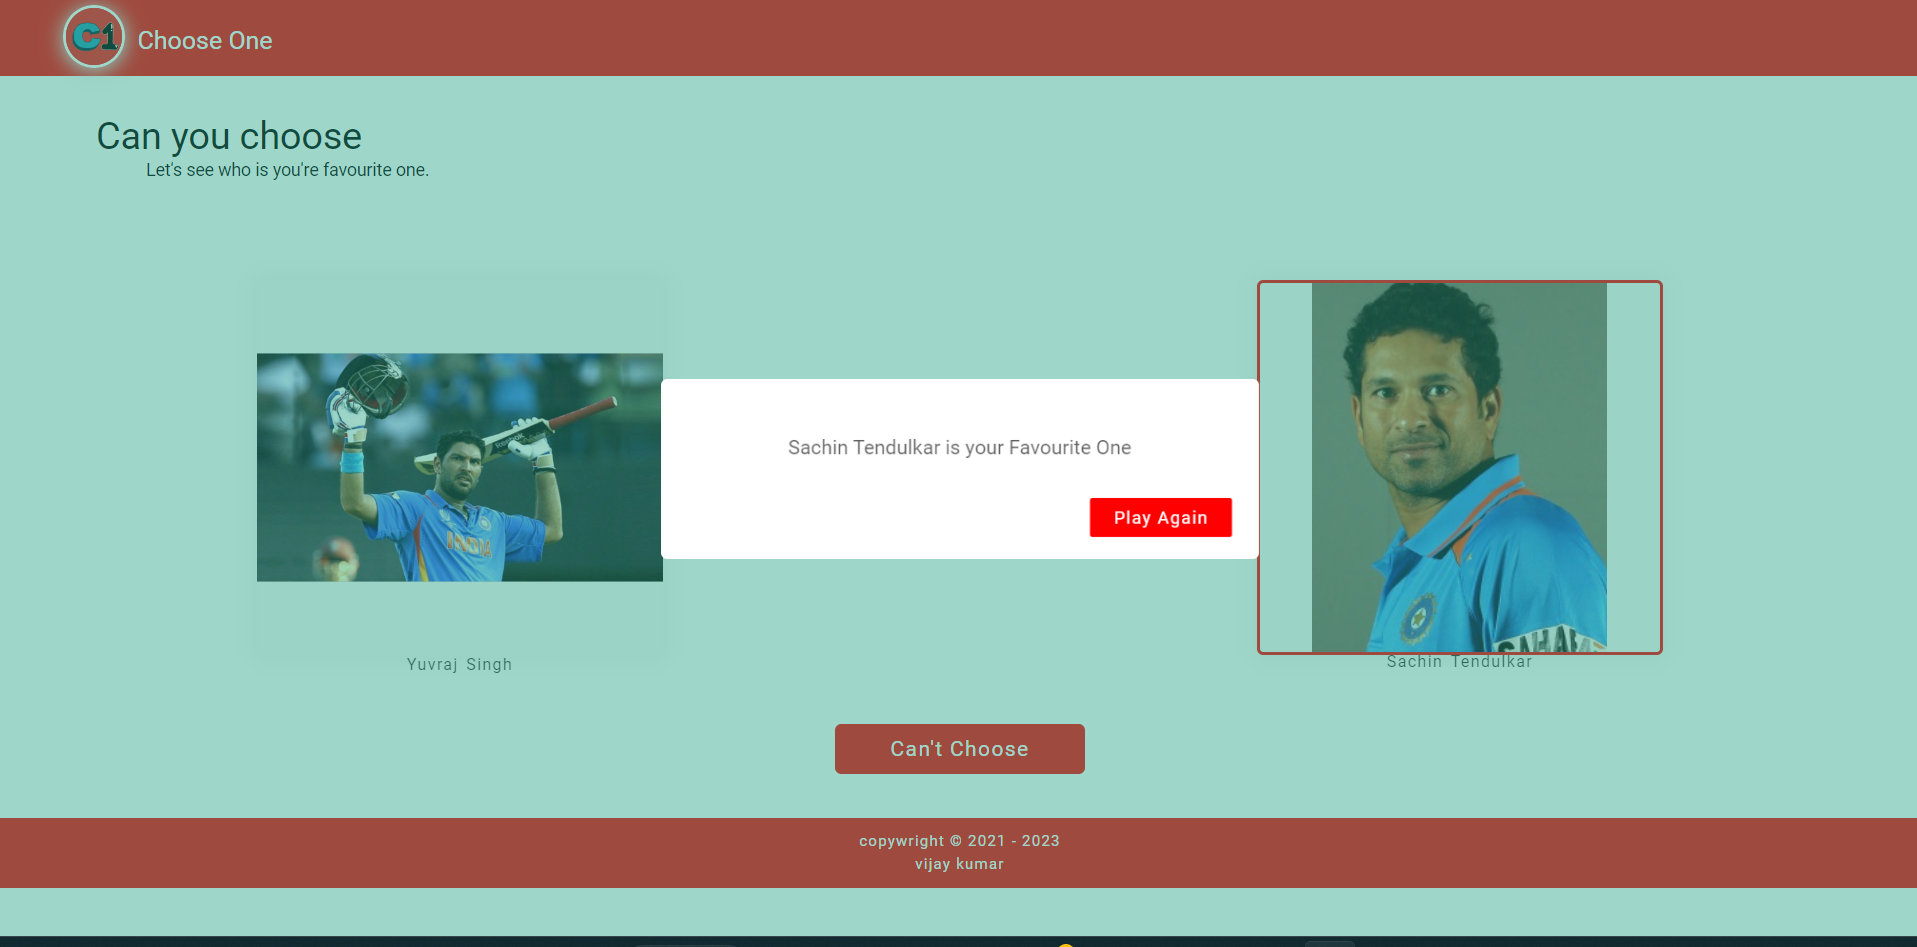 C1
Choose One
Can you choose
Let's see who is you're favourite one.
INDIA
Sachin Tendulkar is your Favourite One
Play Again
Yuvraj Singh
Sachin Tendulkar
Can't Choose
copywright © 2021 - 2023
vijay kumar